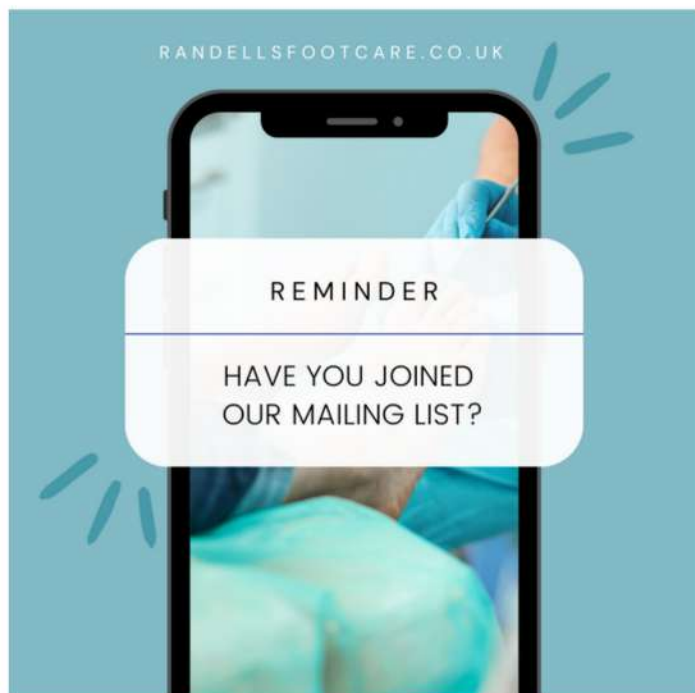 RANDELLSFOOTCARE.CO.UK
REMINDER
HAVE YOU JOINED
OUR MAILING LIST?